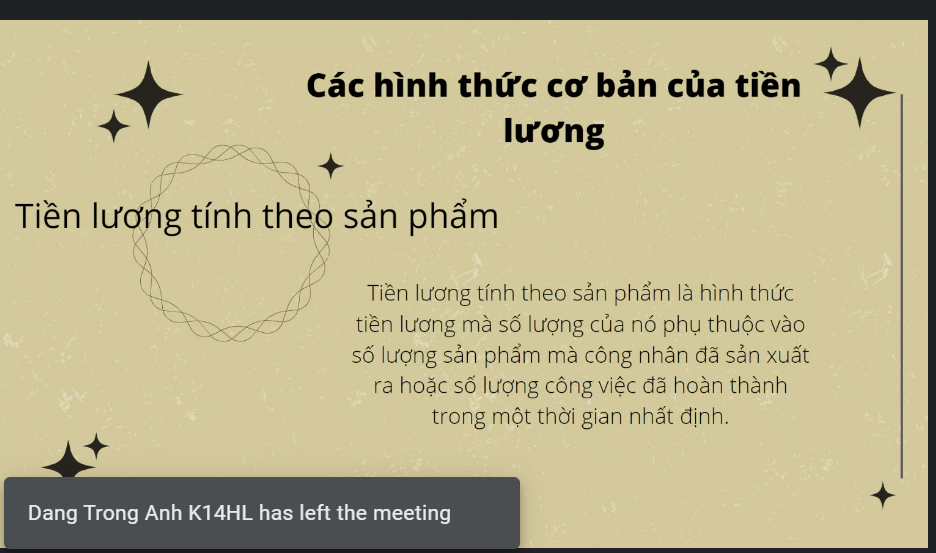 Các hình thức cơ bản của tiền
lương
Tiền lương tính theo sản phẩm
Tiền lương tính theo sản phẩm là hình thức
tiền lương mà số lượng của nó phụ thuộc vào
số lượng sản phẩm mà công nhân đã sản xuất
ra hoặc số lượng công việc đã hoàn thành
trong một thời gian nhất định.
Dang Trong Anh K14HL has left the meeting